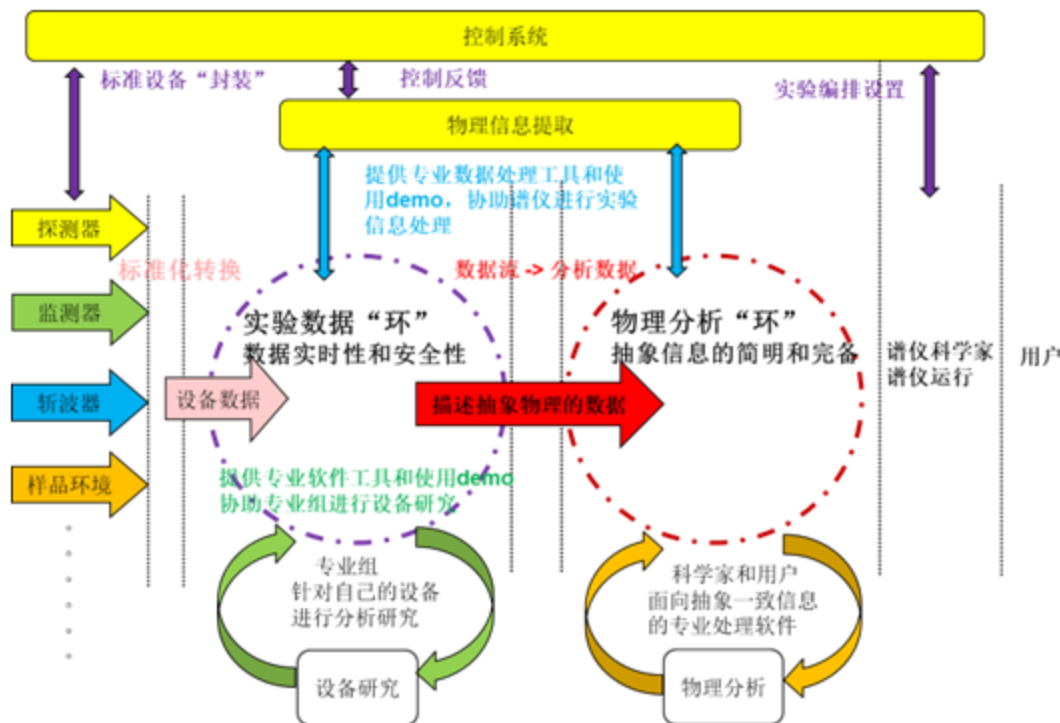 控制系统
标准设备“封装”
控制反馈
实验编排设置
物理信息提取
提供专业数据处理工具和使
用demo，协助谱仪进行实验
信息处理
探测器
标准化转换
数据流 -> 分析数据
监测器
实验数据“环”
数据实时性和安全性
物理分析“环”
抽象信息的简明和完备
谱仪科学家
谱仪运行
用户
斩波器
设备数据
描述抽象物理的数据
样品环境
提供专业软件工具和使用demo
协助专业组进行设备研究
专业组
针对自己的设备
进行分析研究
科学家和用户
面向抽象一致信息
的专业处理软件
设备研究
物理分析